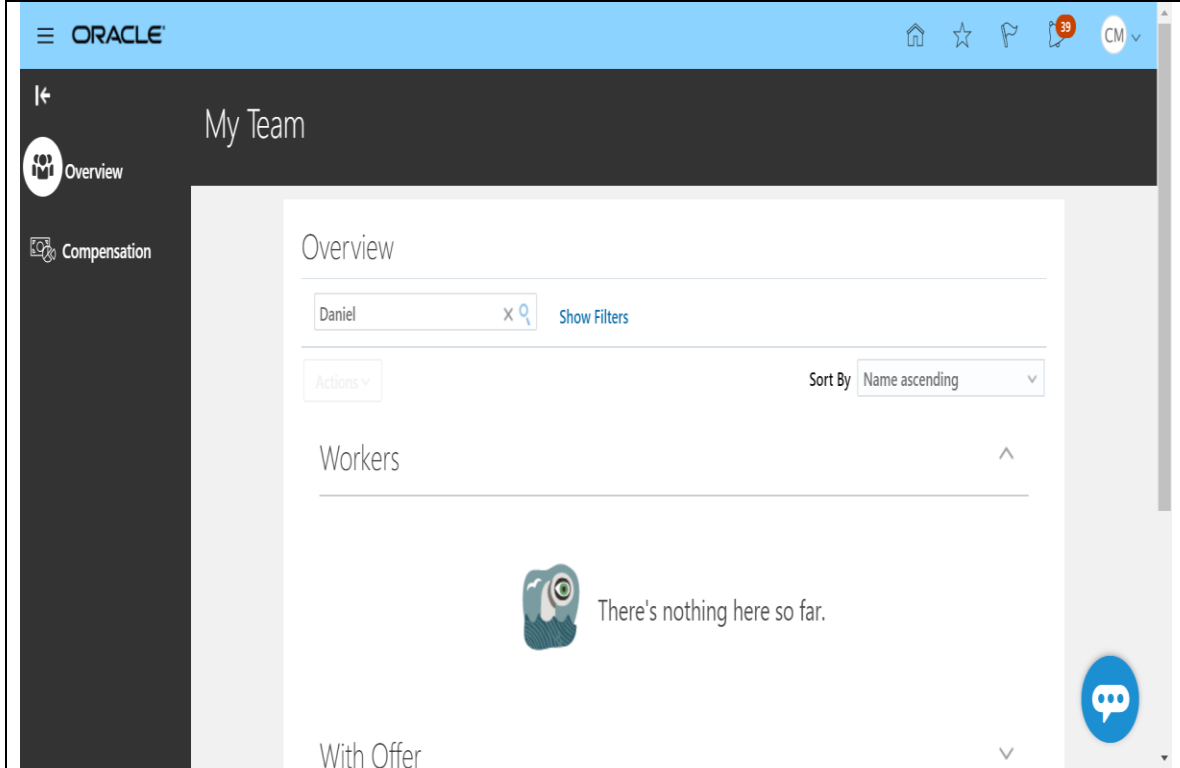 ORACLE
39
CM
My Team
Overview
Compensation
Overview
Daniel
Show Filters
Actions
Sort By Name ascending
Workers
There's nothing here so far.
With Offer